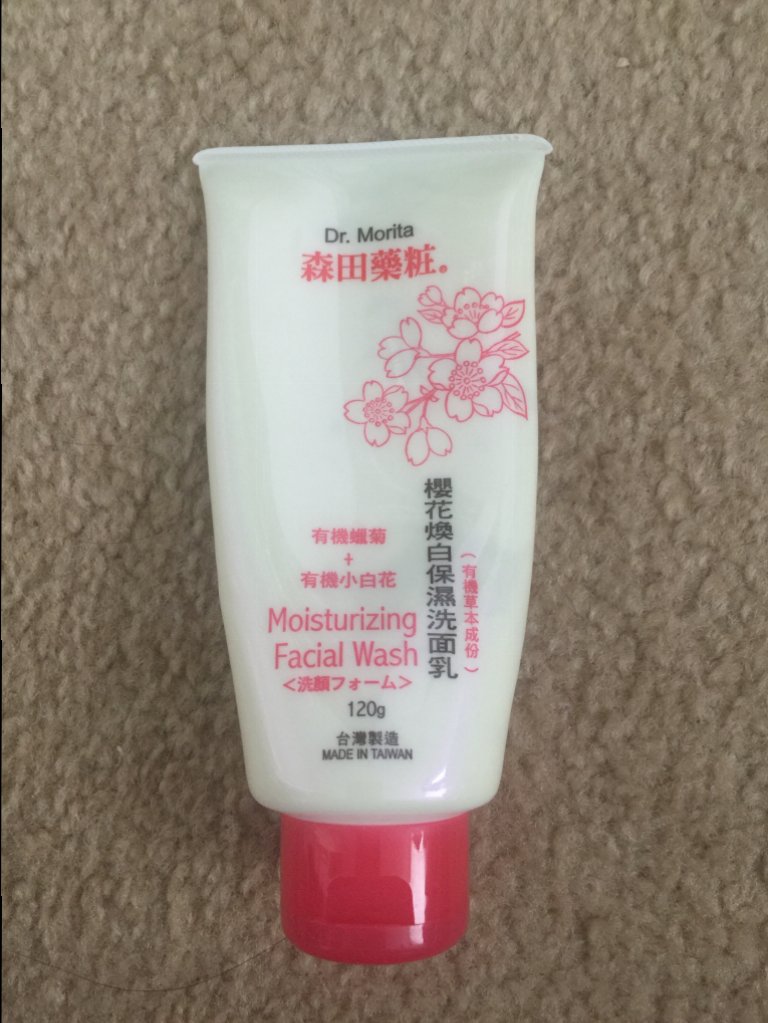 Dr. Morita
森田藥粧®
櫻花煥白保濕洗面乳
(有機草本成份)
有機蠟菊
+
有機小白花
Moisturizing
Facial Wash
<洗顏フォーム>
120g
台灣製造
MADE IN TAIWAN